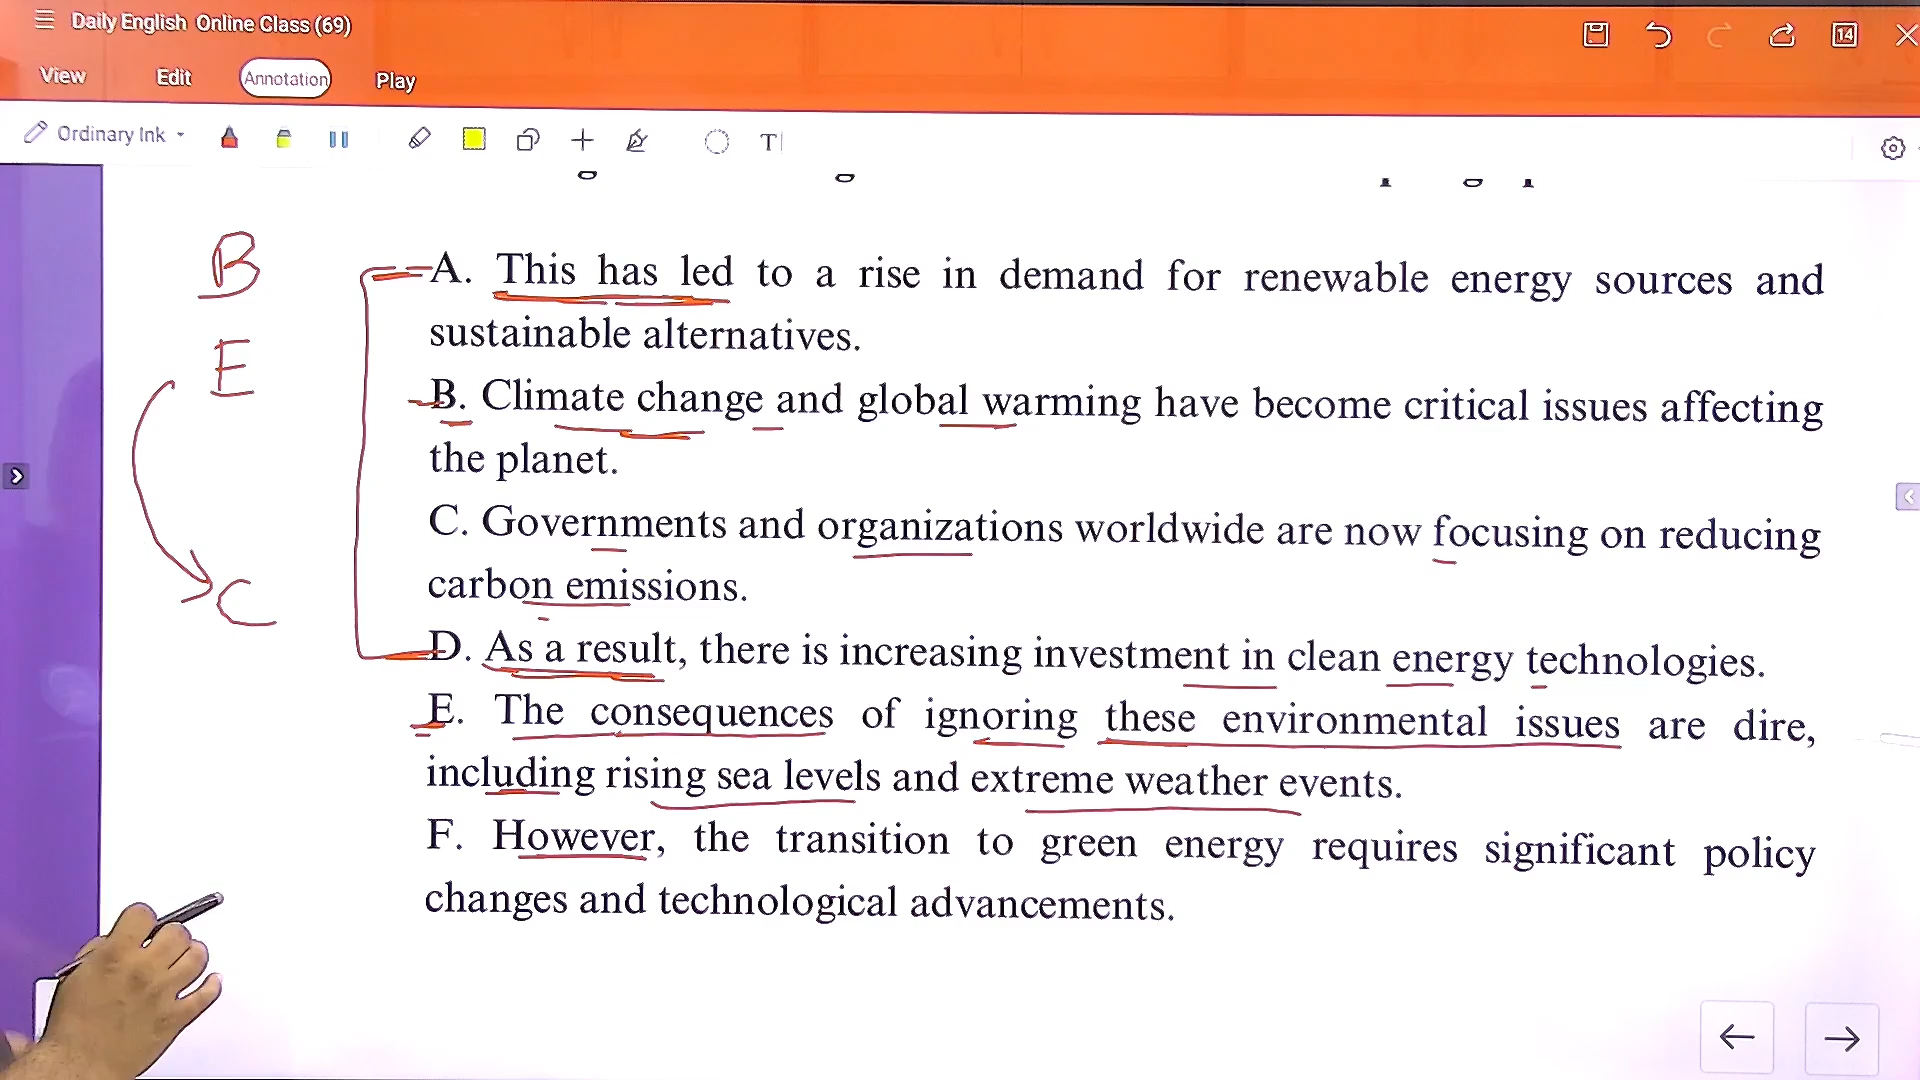 Daily English Online Class (69)
14
View Edit Annotation Play
Ordinary Ink
B
E
C
A. This has led to a rise in demand for renewable energy sources and
sustainable alternatives.
B. Climate change and global warming have become critical issues affecting
the planet.
C. Governments and organizations worldwide are now focusing on reducing
carbon emissions.
D. As a result, there is increasing investment in clean energy technologies.
E. The consequences of ignoring these environmental issues are dire,
including rising sea levels and extreme weather events.
F. However, the transition to green energy requires significant policy
changes and technological advancements.